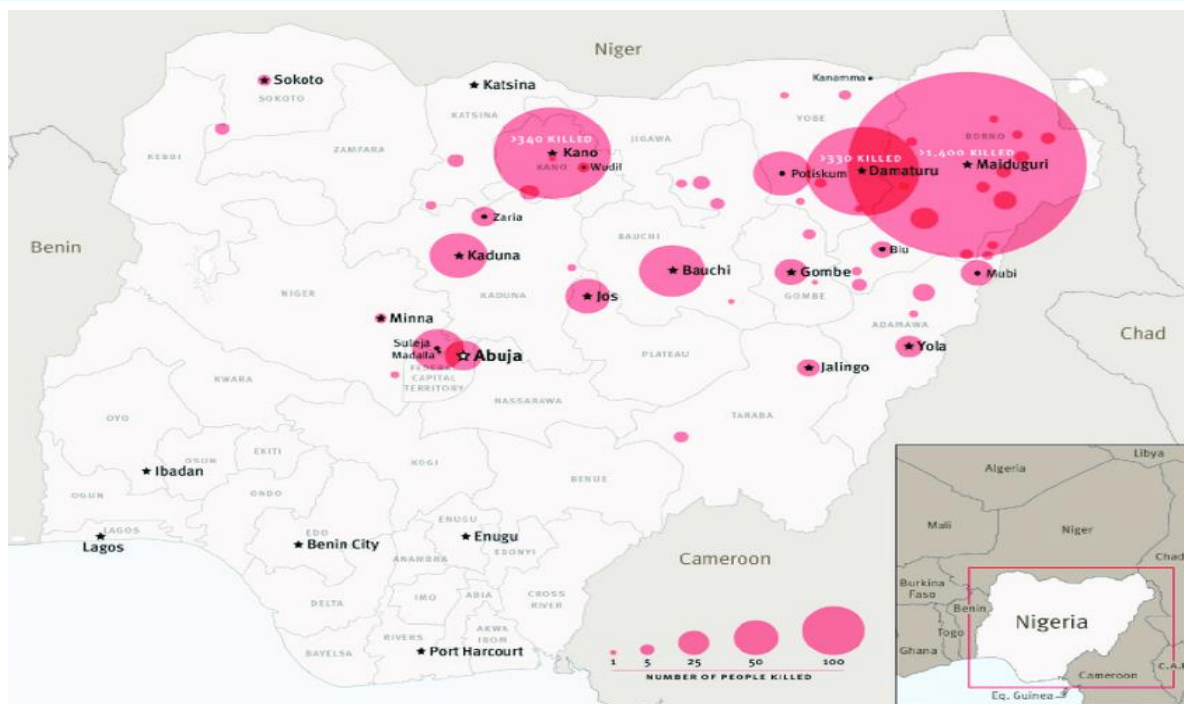 Niger
Sokoto
SOKOTO
Katsina
KATSINA
Kanamma
YOBE
JIGAWA
BORNO
>340 KILLED
Kano
KANO
Wudil
ZAMFARA
KEBBI
>330 KILLED
>1,400 KILLED
Potiskum
Damaturu
Maiduguri
Zaria
Benin
Kaduna
BAUCHI
Bauchi
Biu
Gombe
Mubi
NIGER
KADUNA
Jos
GOMBE
Minna
ADAMAWA
Chad
Suleja
Madalla
Abuja
Yola
PLATEAU
Jalingo
FEDERAL
CAPITAL
TERRITORY
KWARA
NASSARAWA
OYO
TARABA
EKITI
OSUN
Ibadan
KOGI
BENUE
OGUN
ONDO
LAGOS
Lagos
EDO
Benin City
ENUGU
Enugu
EBONYI
ANAMBRA
Cameroon
DELTA
IMO
ABIA
CROSS
RIVER
AKWA
IBOM
BAYELSA
RIVERS
Port Harcourt
1 5 25 50 100
NUMBER OF PEOPLE KILLED
Algeria
Libya
Mali
Niger
Chad
Burkina
Faso
Benin
Togo
Ghana
Nigeria
Cameroon
C.A.R
Eq. Guinea